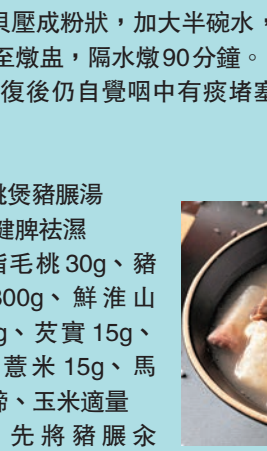 貝壓成粉狀，加大半碗水，
至燉盅，隔水燉90分鐘。
復後仍自覺咽中有痰堵塞
桃煲豬𦟌湯
健脾祛濕
指毛桃30g、豬
300g、鮮淮山
g、芡實15g、
薏米15g、馬
蹄、玉米適量
先將豬𦟌汆